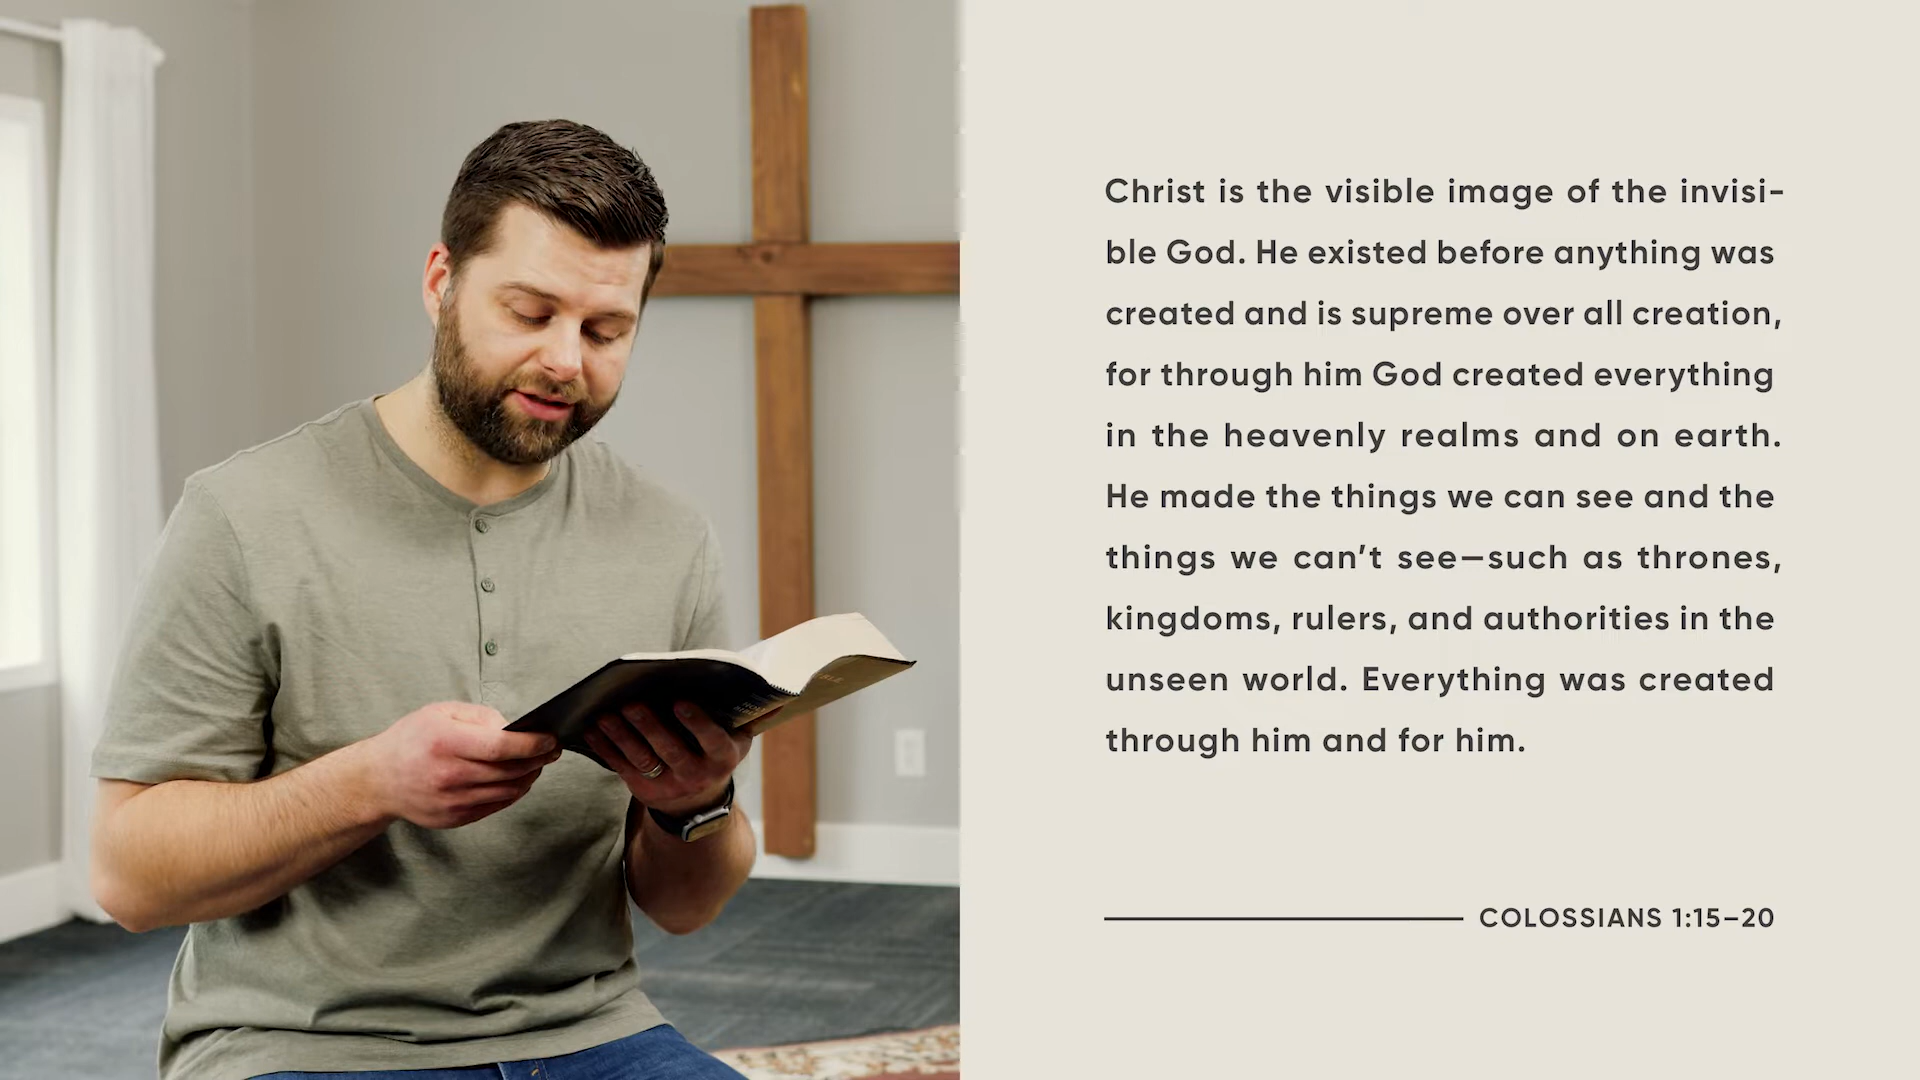 Christ is the visible image of the invisi-
ble God. He existed before anything was
created and is supreme over all creation,
for through him God created everything
in the heavenly realms and on earth.
He made the things we can see and the
things we can’t see—such as thrones,
kingdoms, rulers, and authorities in the
unseen world. Everything was created
through him and for him.
COLOSSIANS 1:15–20